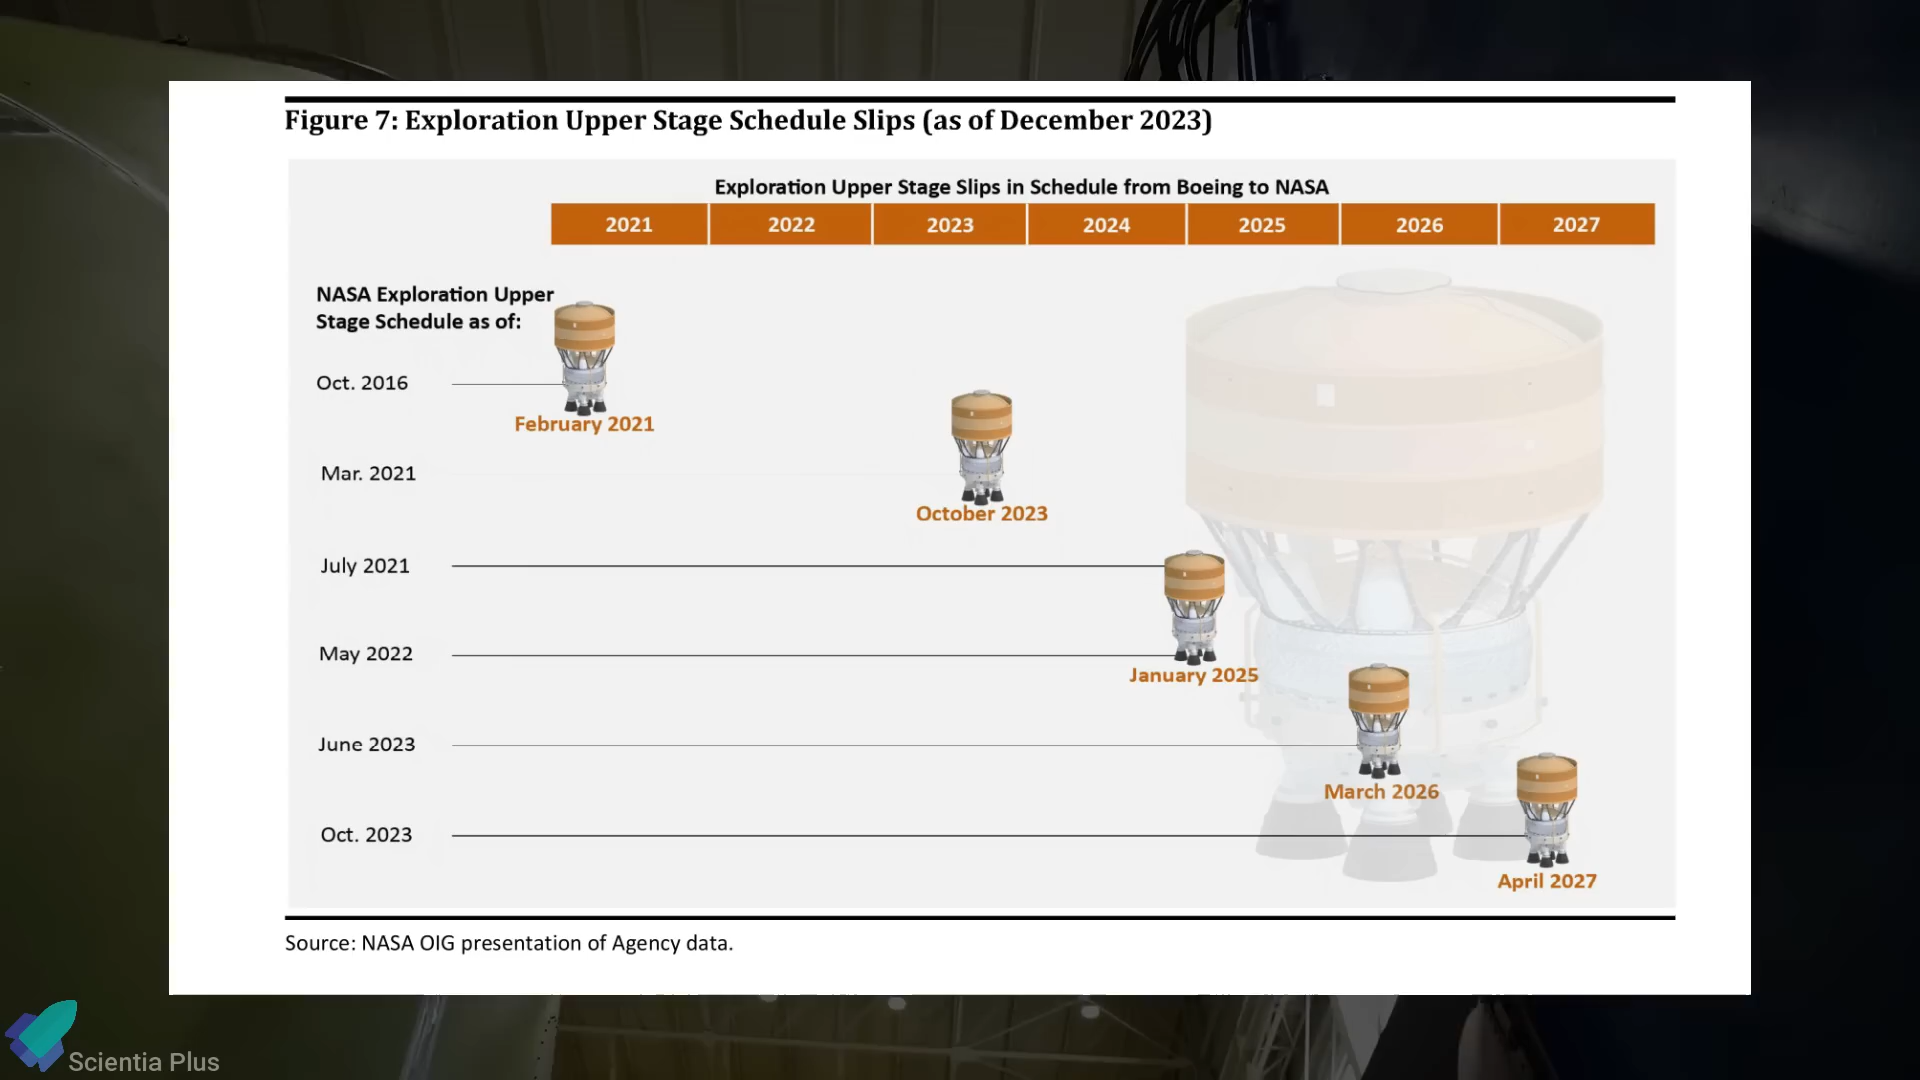 Figure 7: Exploration Upper Stage Schedule Slips (as of December 2023)
Exploration Upper Stage Slips in Schedule from Boeing to NASA
2021 2022 2023 2024 2025 2026 2027
NASA Exploration Upper
Stage Schedule as of:
Oct. 2016
February 2021
Mar. 2021
October 2023
July 2021
May 2022
January 2025
June 2023
March 2026
Oct. 2023
April 2027
Source: NASA OIG presentation of Agency data.
Scientia Plus